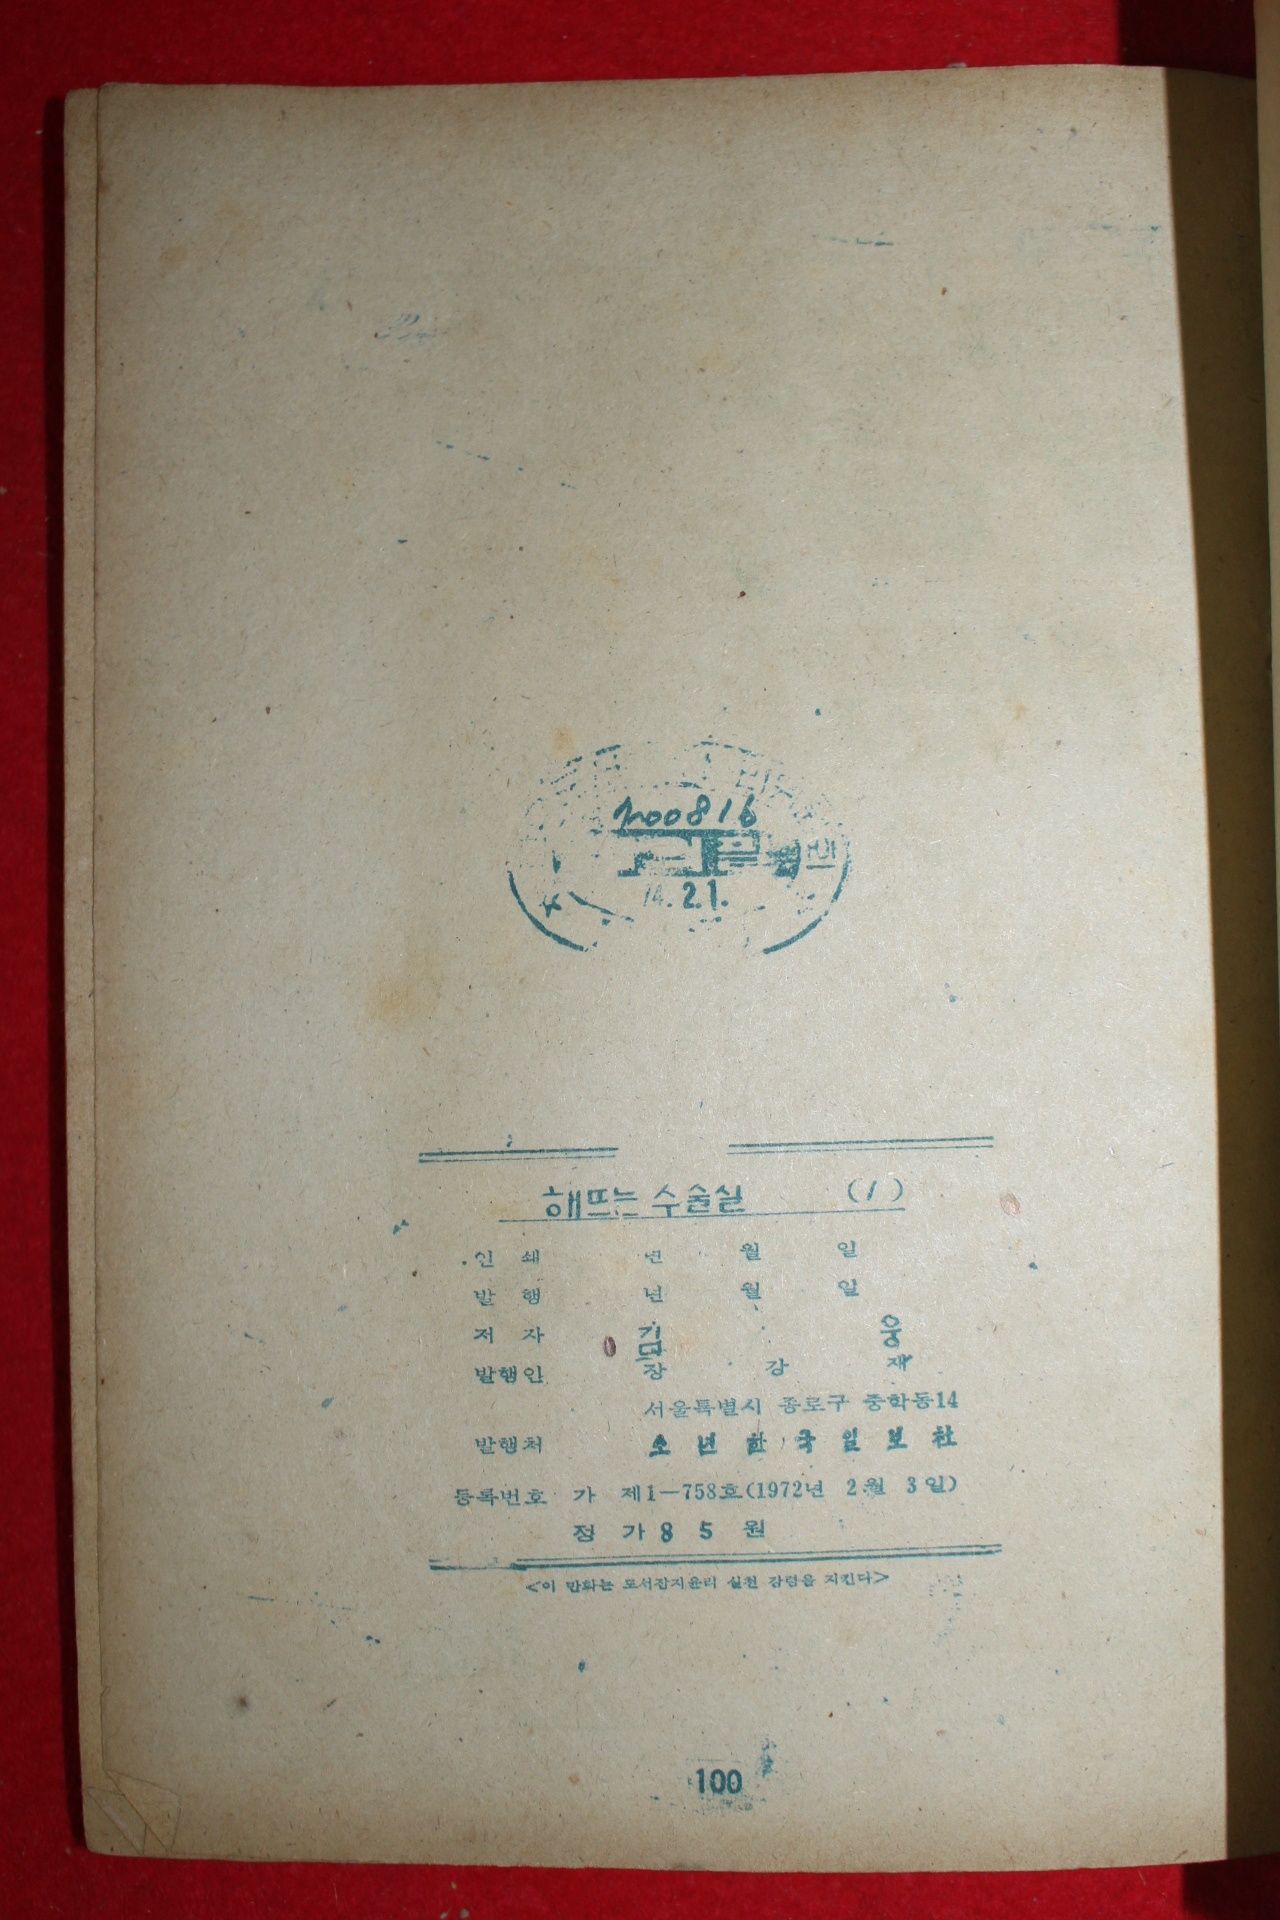 200816
필
74.2.1.
해뜨는 수술실 (1)
인 쇄 년 월 일
발 행 년 월 일
저 자 김 웅
발행인 장 강 재
서울특별시 종로구 중학동14
발행처 소 년 한 국 일 보 社
등록번호 가 제1-758호(1972년 2월 3일)
정 가 8 5 원
<이 만화는 도서잡지윤리 실천 강령을 지킨다>
100